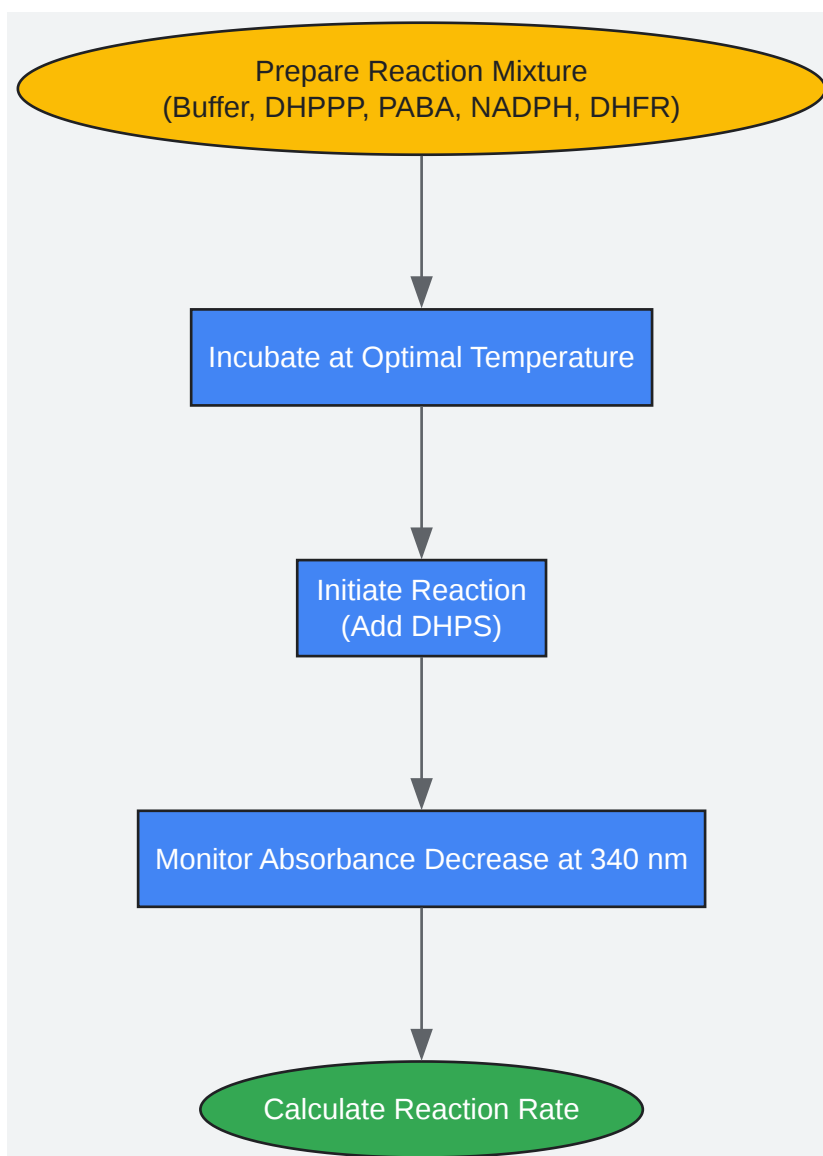 Prepare Reaction Mixture
(Buffer, DHPPP, PABA, NADPH, DHFR)
Incubate at Optimal Temperature
Initiate Reaction
(Add DHPS)
Monitor Absorbance Decrease at 340 nm
Calculate Reaction Rate